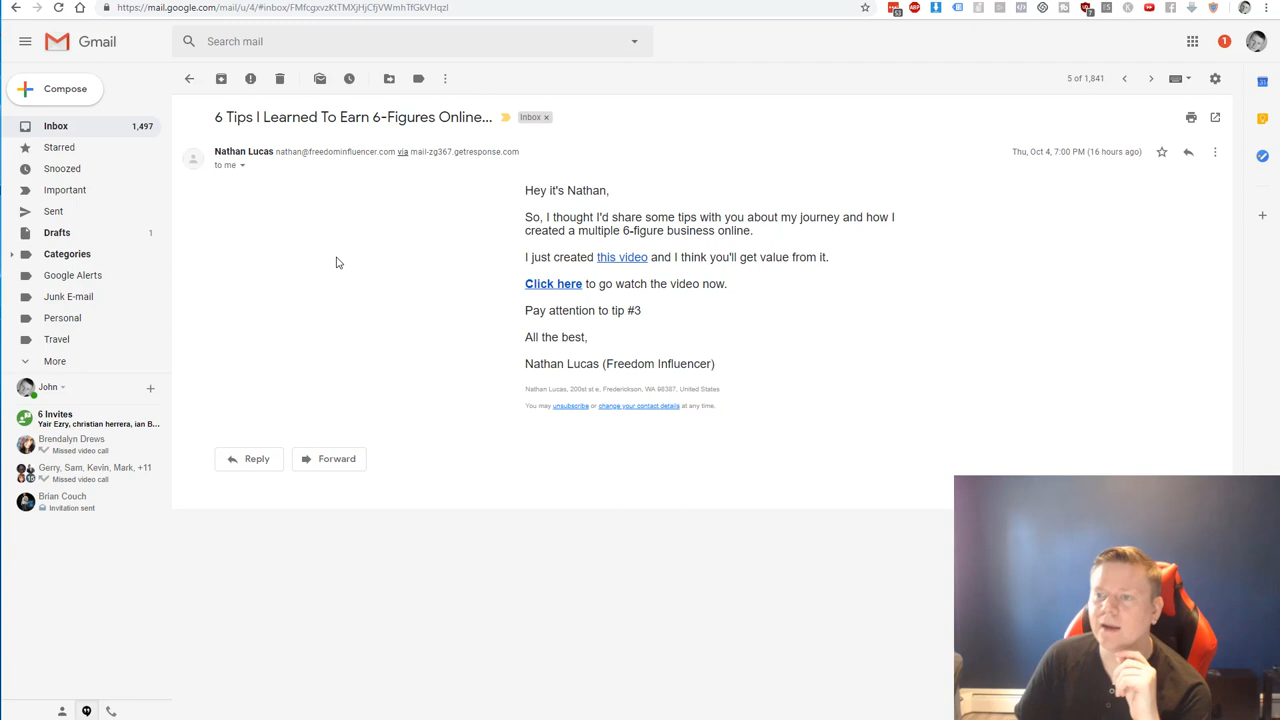 https://mail.google.com/mail/u/4/#inbox/FMfcgxvzKtTMXjHjCfjVWmhTfGkVHqzl
Gmail
Search mail
1
Compose
5 of 1,841
Inbox 1,497
Starred
Snoozed
Important
Sent
Drafts 1
Categories
Google Alerts
Junk E-mail
Personal
Travel
More
John
6 Invites
Yair Ezry, christian herrera, ian B...
Brendalyn Drews
Missed video call
Gerry, Sam, Kevin, Mark, +11
Missed video call
Brian Couch
Invitation sent
6 Tips I Learned To Earn 6-Figures Online... Inbox x
Nathan Lucas nathan@freedominfluencer.com via mail-zg367.getresponse.com
Thu, Oct 4, 7:00 PM (16 hours ago)
to me
Hey it's Nathan,
So, I thought I'd share some tips with you about my journey and how I
created a multiple 6-figure business online.
I just created this video and I think you'll get value from it.
Click here to go watch the video now.
Pay attention to tip #3
All the best,
Nathan Lucas (Freedom Influencer)
Nathan Lucas, 200st st e, Frederickson, WA 98387, United States
You may unsubscribe or change your contact details at any time.
Reply
Forward